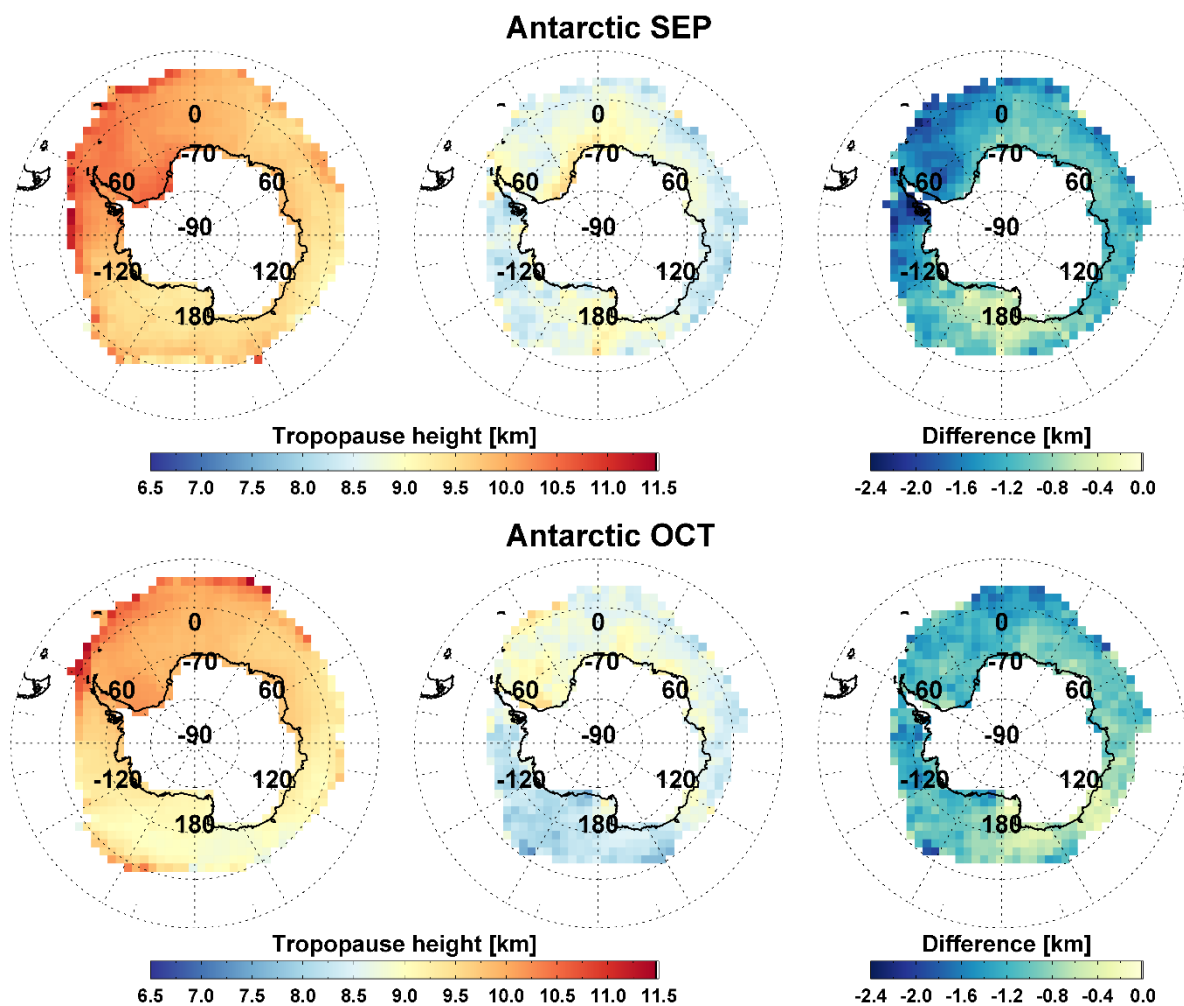 Antarctic SEP
0 0 0
-70 -70 -70
60 60 60 60 60 60
-90 -90 -90
-120 120 -120 120 -120 120
180 180 180
Tropopause height [km] Difference [km]
6.5 7.0 7.5 8.0 8.5 9.0 9.5 10.0 10.5 11.0 11.5 -2.4 -2.0 -1.6 -1.2 -0.8 -0.4 0.0
Antarctic OCT
0 0 0
-70 -70 -70
60 60 60 60 60 60
-90 -90 -90
-120 120 -120 120 -120 120
180 180 180
Tropopause height [km] Difference [km]
6.5 7.0 7.5 8.0 8.5 9.0 9.5 10.0 10.5 11.0 11.5 -2.4 -2.0 -1.6 -1.2 -0.8 -0.4 0.0